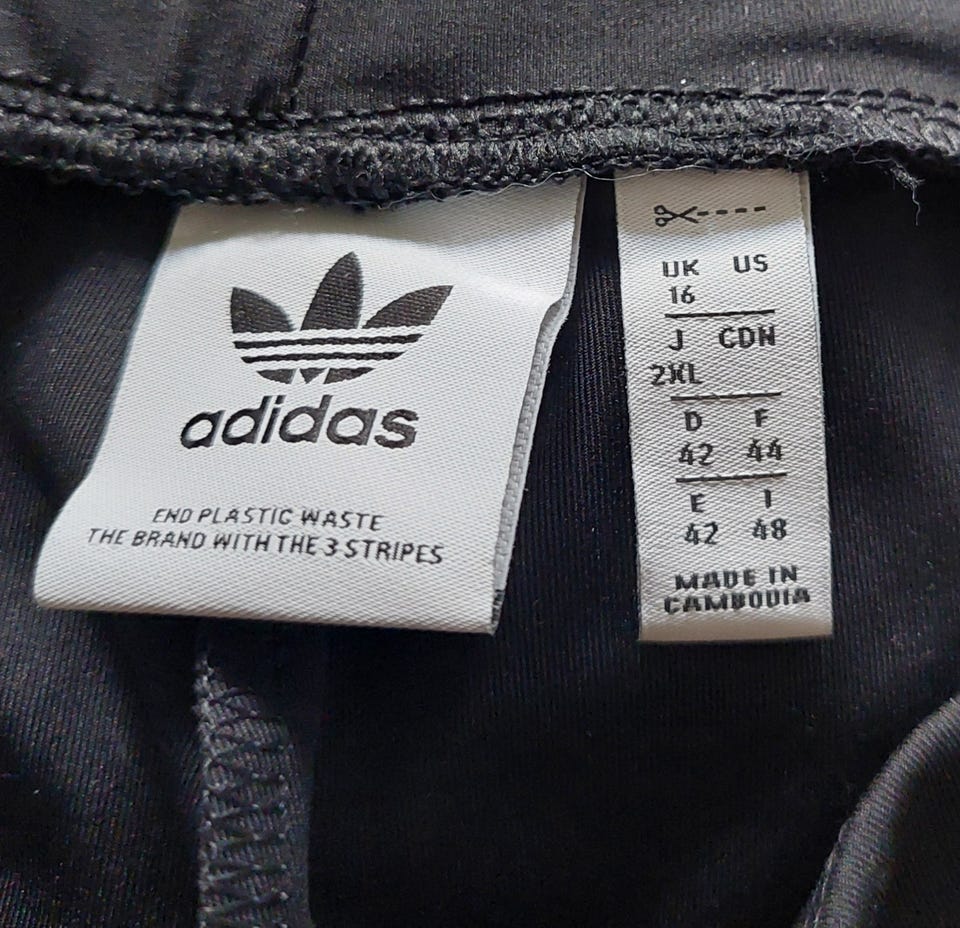 adidas
END PLASTIC WASTE
THE BRAND WITH THE 3 STRIPES
UK US
16
J CDN
2XL
D F
42 44
E I
42 48
MADE IN
CAMBODIA